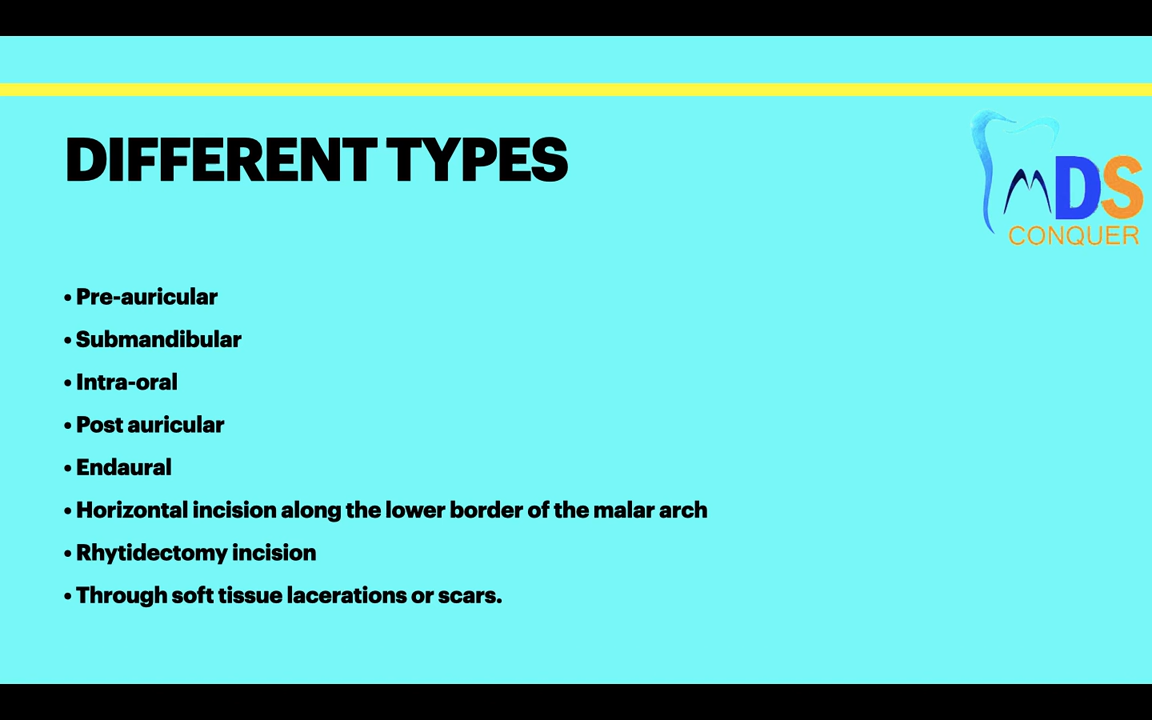 DIFFERENT TYPES
MDS
CONQUER
• Pre-auricular
• Submandibular
• Intra-oral
• Post auricular
• Endaural
• Horizontal incision along the lower border of the malar arch
• Rhytidectomy incision
• Through soft tissue lacerations or scars.